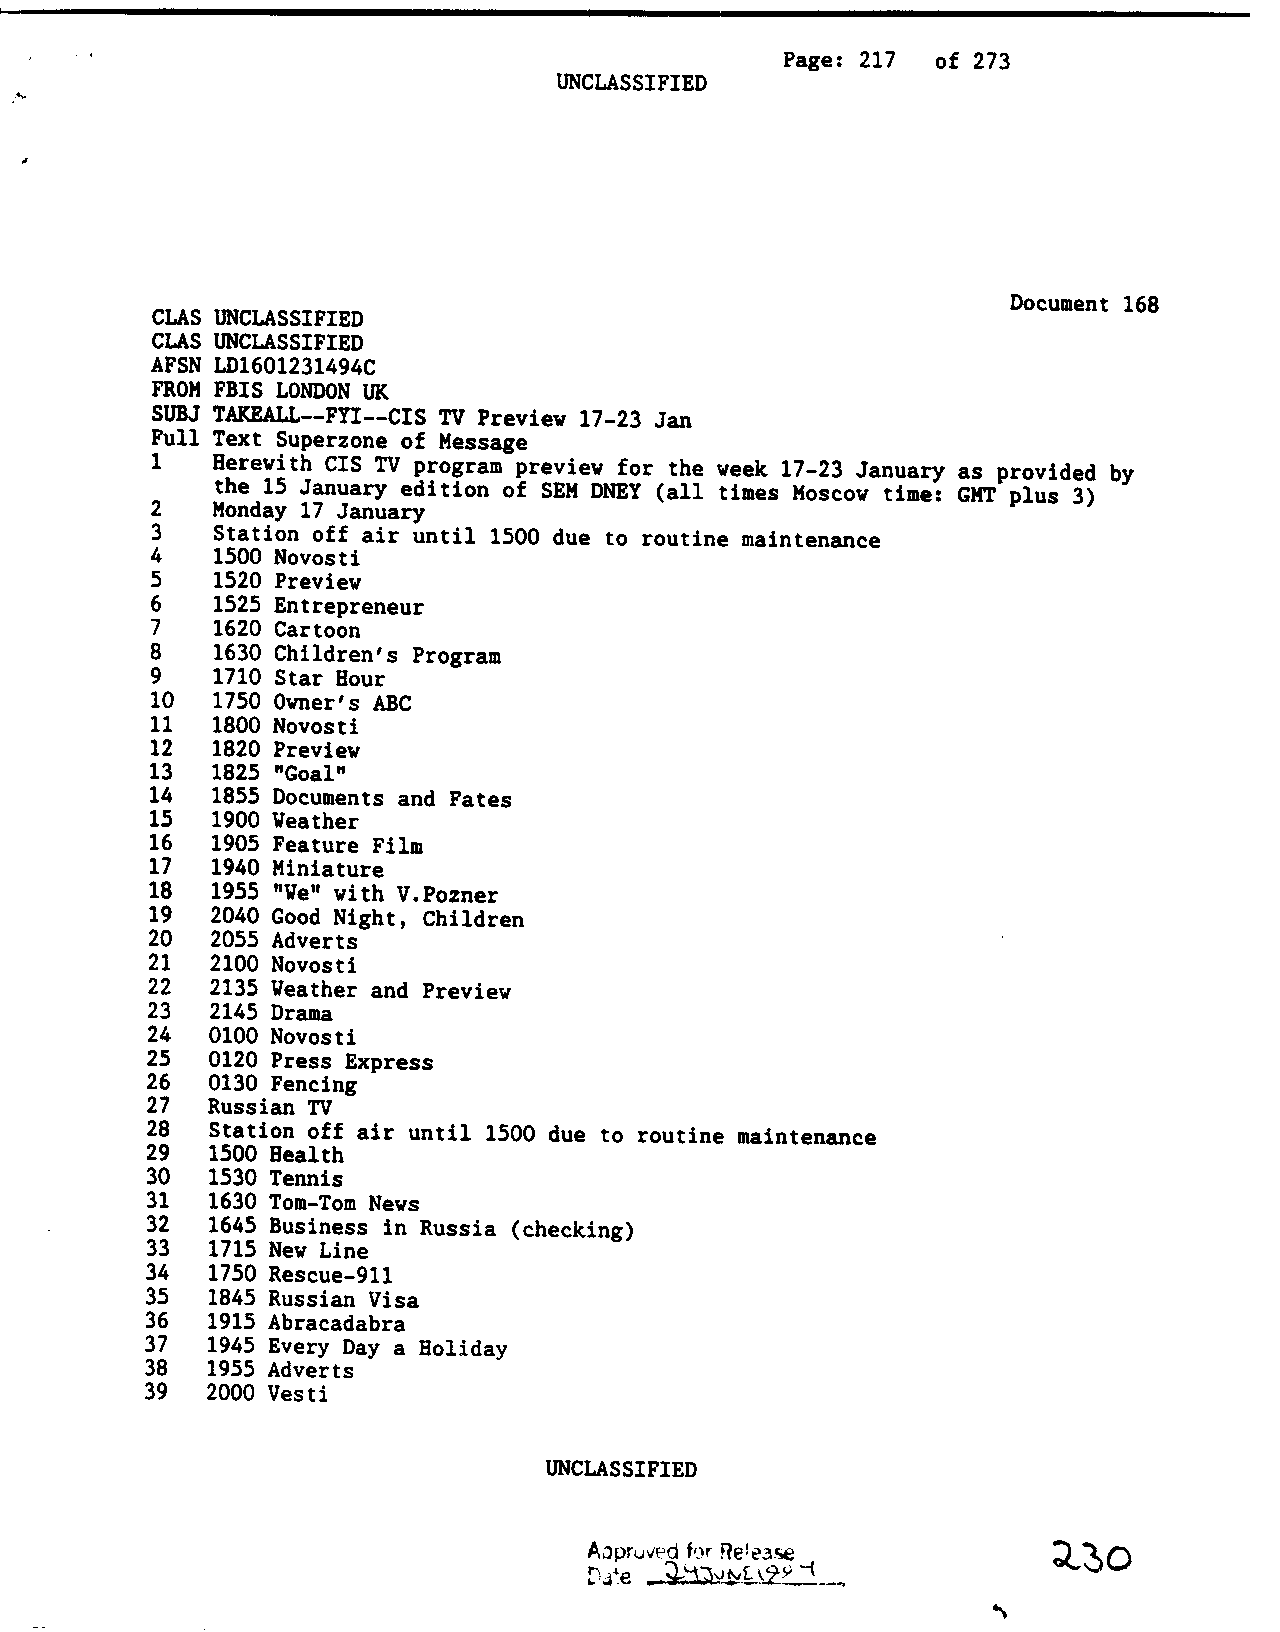 Page: 217 of 273
UNCLASSIFIED
Document 168
CLAS UNCLASSIFIED
CLAS UNCLASSIFIED
AFSN LD1601231494C
FROM FBIS LONDON UK
SUBJ TAKEALL--FYI--CIS TV Preview 17-23 Jan
Full Text Superzone of Message
1 Herewith CIS TV program preview for the week 17-23 January as provided by
the 15 January edition of SEM DNEY (all times Moscow time: GMT plus 3)
2 Monday 17 January
3 Station off air until 1500 due to routine maintenance
4 1500 Novosti
5 1520 Preview
6 1525 Entrepreneur
7 1620 Cartoon
8 1630 Children's Program
9 1710 Star Hour
10 1750 Owner's ABC
11 1800 Novosti
12 1820 Preview
13 1825 "Goal"
14 1855 Documents and Fates
15 1900 Weather
16 1905 Feature Film
17 1940 Miniature
18 1955 "We" with V.Pozner
19 2040 Good Night, Children
20 2055 Adverts
21 2100 Novosti
22 2135 Weather and Preview
23 2145 Drama
24 0100 Novosti
25 0120 Press Express
26 0130 Fencing
27 Russian TV
28 Station off air until 1500 due to routine maintenance
29 1500 Health
30 1530 Tennis
31 1630 Tom-Tom News
32 1645 Business in Russia (checking)
33 1715 New Line
34 1750 Rescue-911
35 1845 Russian Visa
36 1915 Abracadabra
37 1945 Every Day a Holiday
38 1955 Adverts
39 2000 Vesti
UNCLASSIFIED
Approved for Release
Date
230